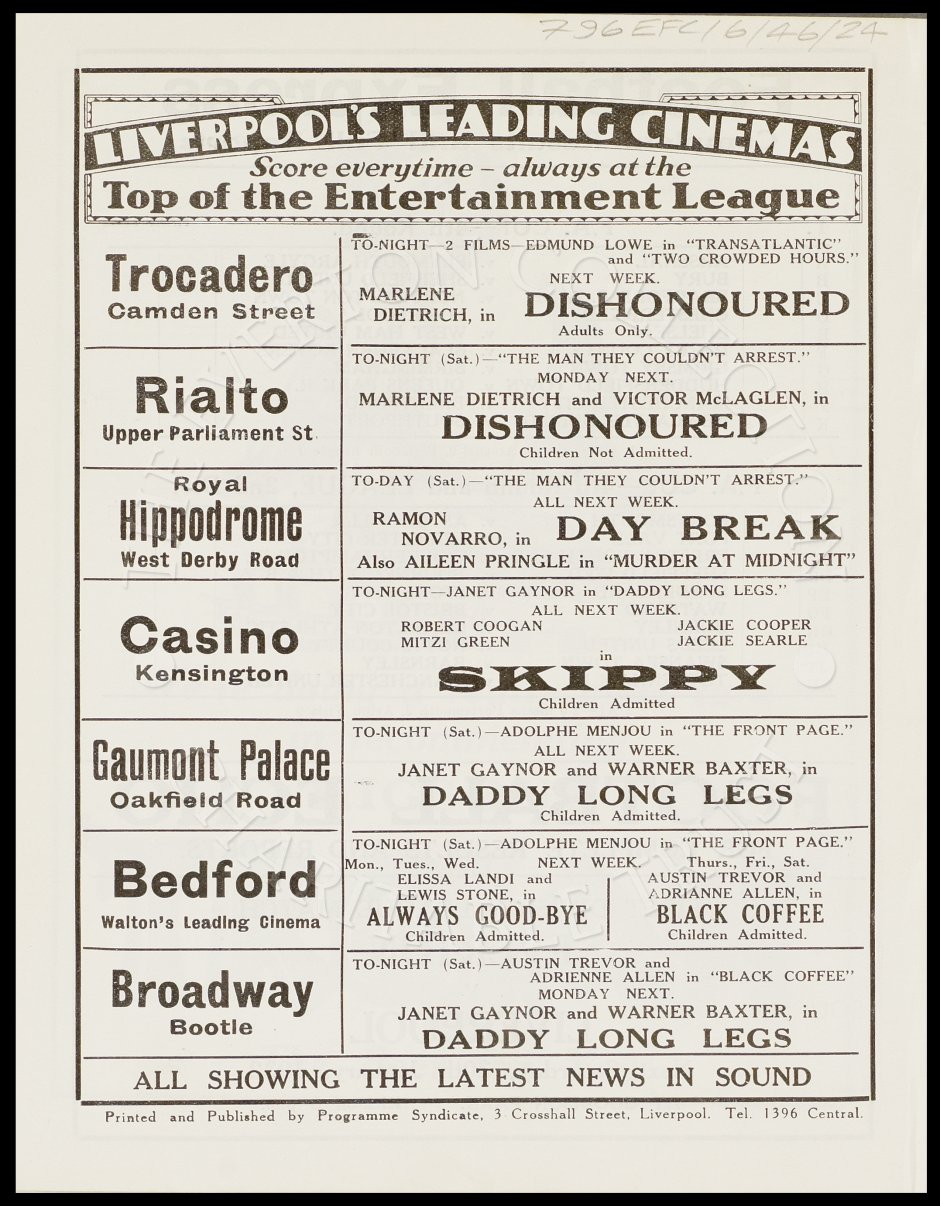 796EFC/6/46/24
LIVERPOOL'S LEADING CINEMAS
Score everytime – always at the
Top of the Entertainment League
Trocadero
Camden Street
TO-NIGHT—2 FILMS—EDMUND LOWE in "TRANSATLANTIC"
and "TWO CROWDED HOURS."
NEXT WEEK.
MARLENE
DIETRICH, in DISHONOURED
Adults Only.
Rialto
Upper Parliament St.
TO-NIGHT (Sat.)—"THE MAN THEY COULDN'T ARREST."
MONDAY NEXT.
MARLENE DIETRICH and VICTOR McLAGLEN, in
DISHONOURED
Children Not Admitted.
Royal
Hippodrome
West Derby Road
TO-DAY (Sat.)—"THE MAN THEY COULDN'T ARREST."
ALL NEXT WEEK.
RAMON
NOVARRO, in DAY BREAK
Also AILEEN PRINGLE in "MURDER AT MIDNIGHT"
Casino
Kensington
TO-NIGHT—JANET GAYNOR in "DADDY LONG LEGS."
ALL NEXT WEEK.
ROBERT COOGAN JACKIE COOPER
MITZI GREEN JACKIE SEARLE
in
SKIPPY
Children Admitted
Gaumont Palace
Oakfield Road
TO-NIGHT (Sat.)—ADOLPHE MENJOU in "THE FRONT PAGE."
ALL NEXT WEEK.
JANET GAYNOR and WARNER BAXTER, in
DADDY LONG LEGS
Children Admitted.
Bedford
Walton's Leading Cinema
TO-NIGHT (Sat.)—ADOLPHE MENJOU in "THE FRONT PAGE."
Mon., Tues., Wed. NEXT WEEK. Thurs., Fri., Sat.
ELISSA LANDI and
LEWIS STONE, in
ALWAYS GOOD-BYE
Children Admitted.
AUSTIN TREVOR and
ADRIANNE ALLEN, in
BLACK COFFEE
Children Admitted.
Broadway
Bootle
TO-NIGHT (Sat.)—AUSTIN TREVOR and
ADRIENNE ALLEN in "BLACK COFFEE"
MONDAY NEXT.
JANET GAYNOR and WARNER BAXTER, in
DADDY LONG LEGS
ALL SHOWING THE LATEST NEWS IN SOUND
Printed and Published by Programme Syndicate, 3 Crosshall Street, Liverpool. Tel. 1396 Central.
THE EVERTON COLLECTION
CHARITABLE TRUST